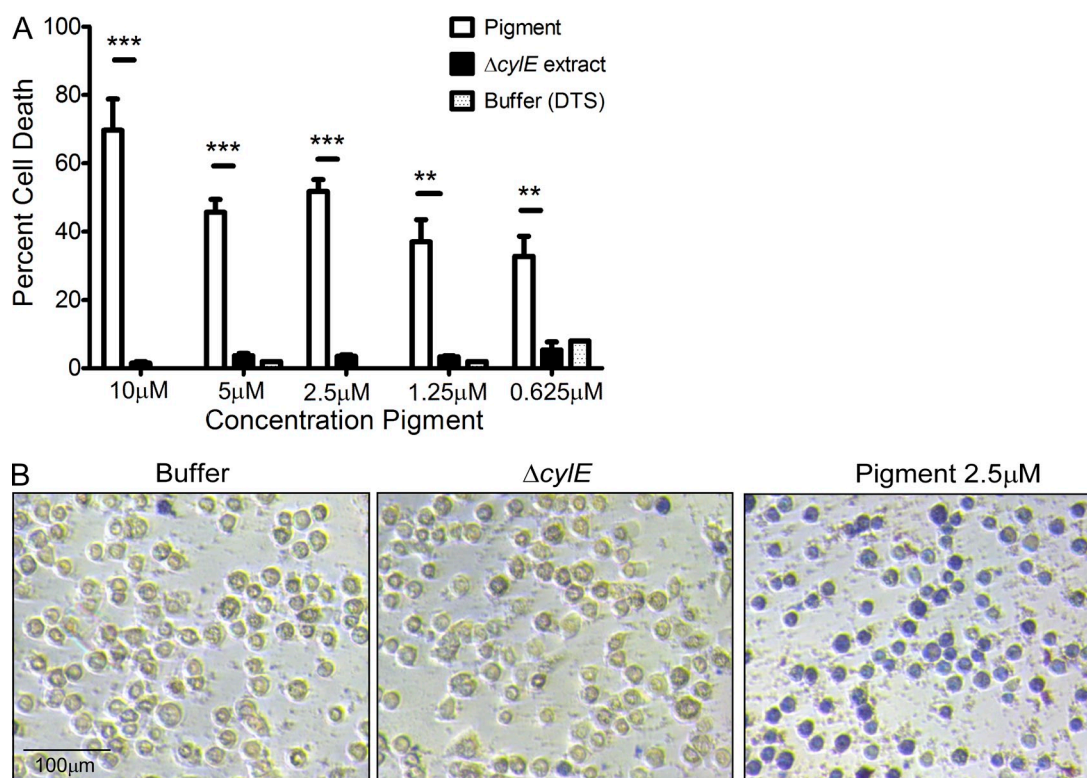 A
100
80
60
40
20
0
Percent Cell Death
***
***
***
**
**
Pigment
ΔcylE extract
Buffer (DTS)
10μM 5μM 2.5μM 1.25μM 0.625μM
Concentration Pigment
B
Buffer ΔcylE Pigment 2.5μM
100μm